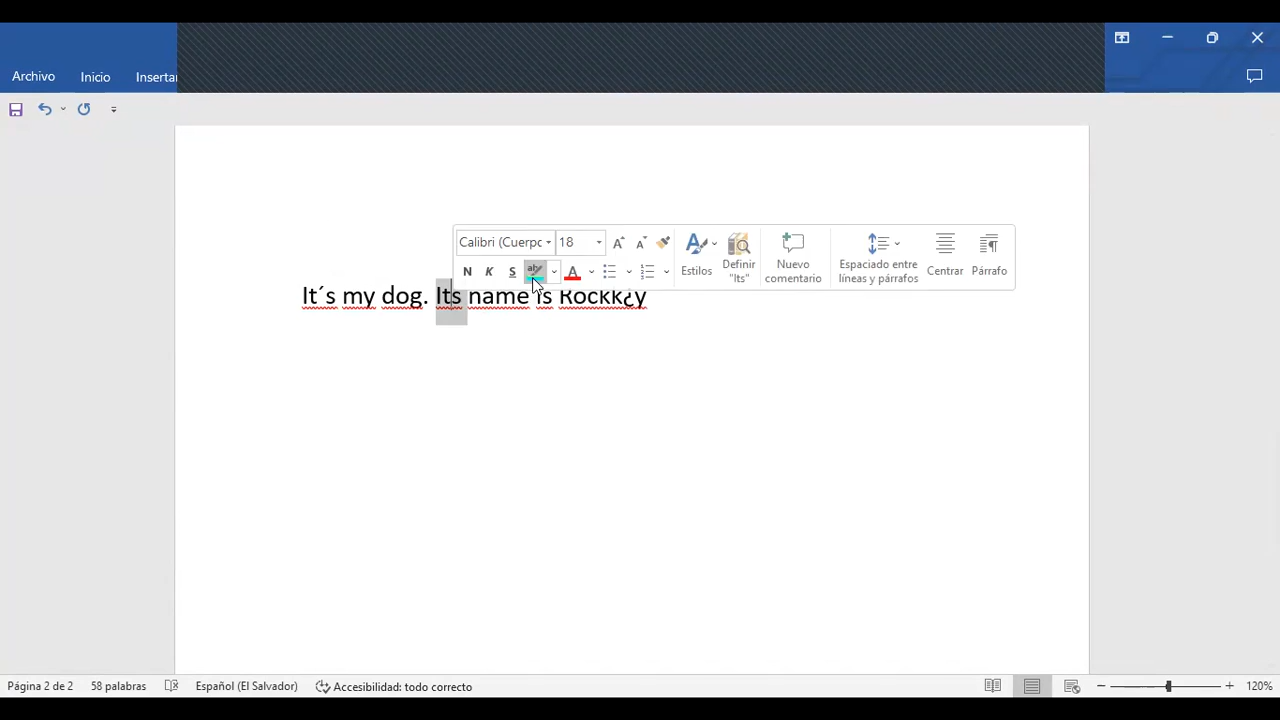 Archivo Inicio Insertar
Calibri (Cuerpo 18
N K S aby A Estilos Definir "Its" Nuevo comentario Espaciado entre líneas y párrafos Centrar Párrafo
It´s my dog. Its name is Rockk¿y
Página 2 de 2 58 palabras Español (El Salvador) Accesibilidad: todo correcto 120%